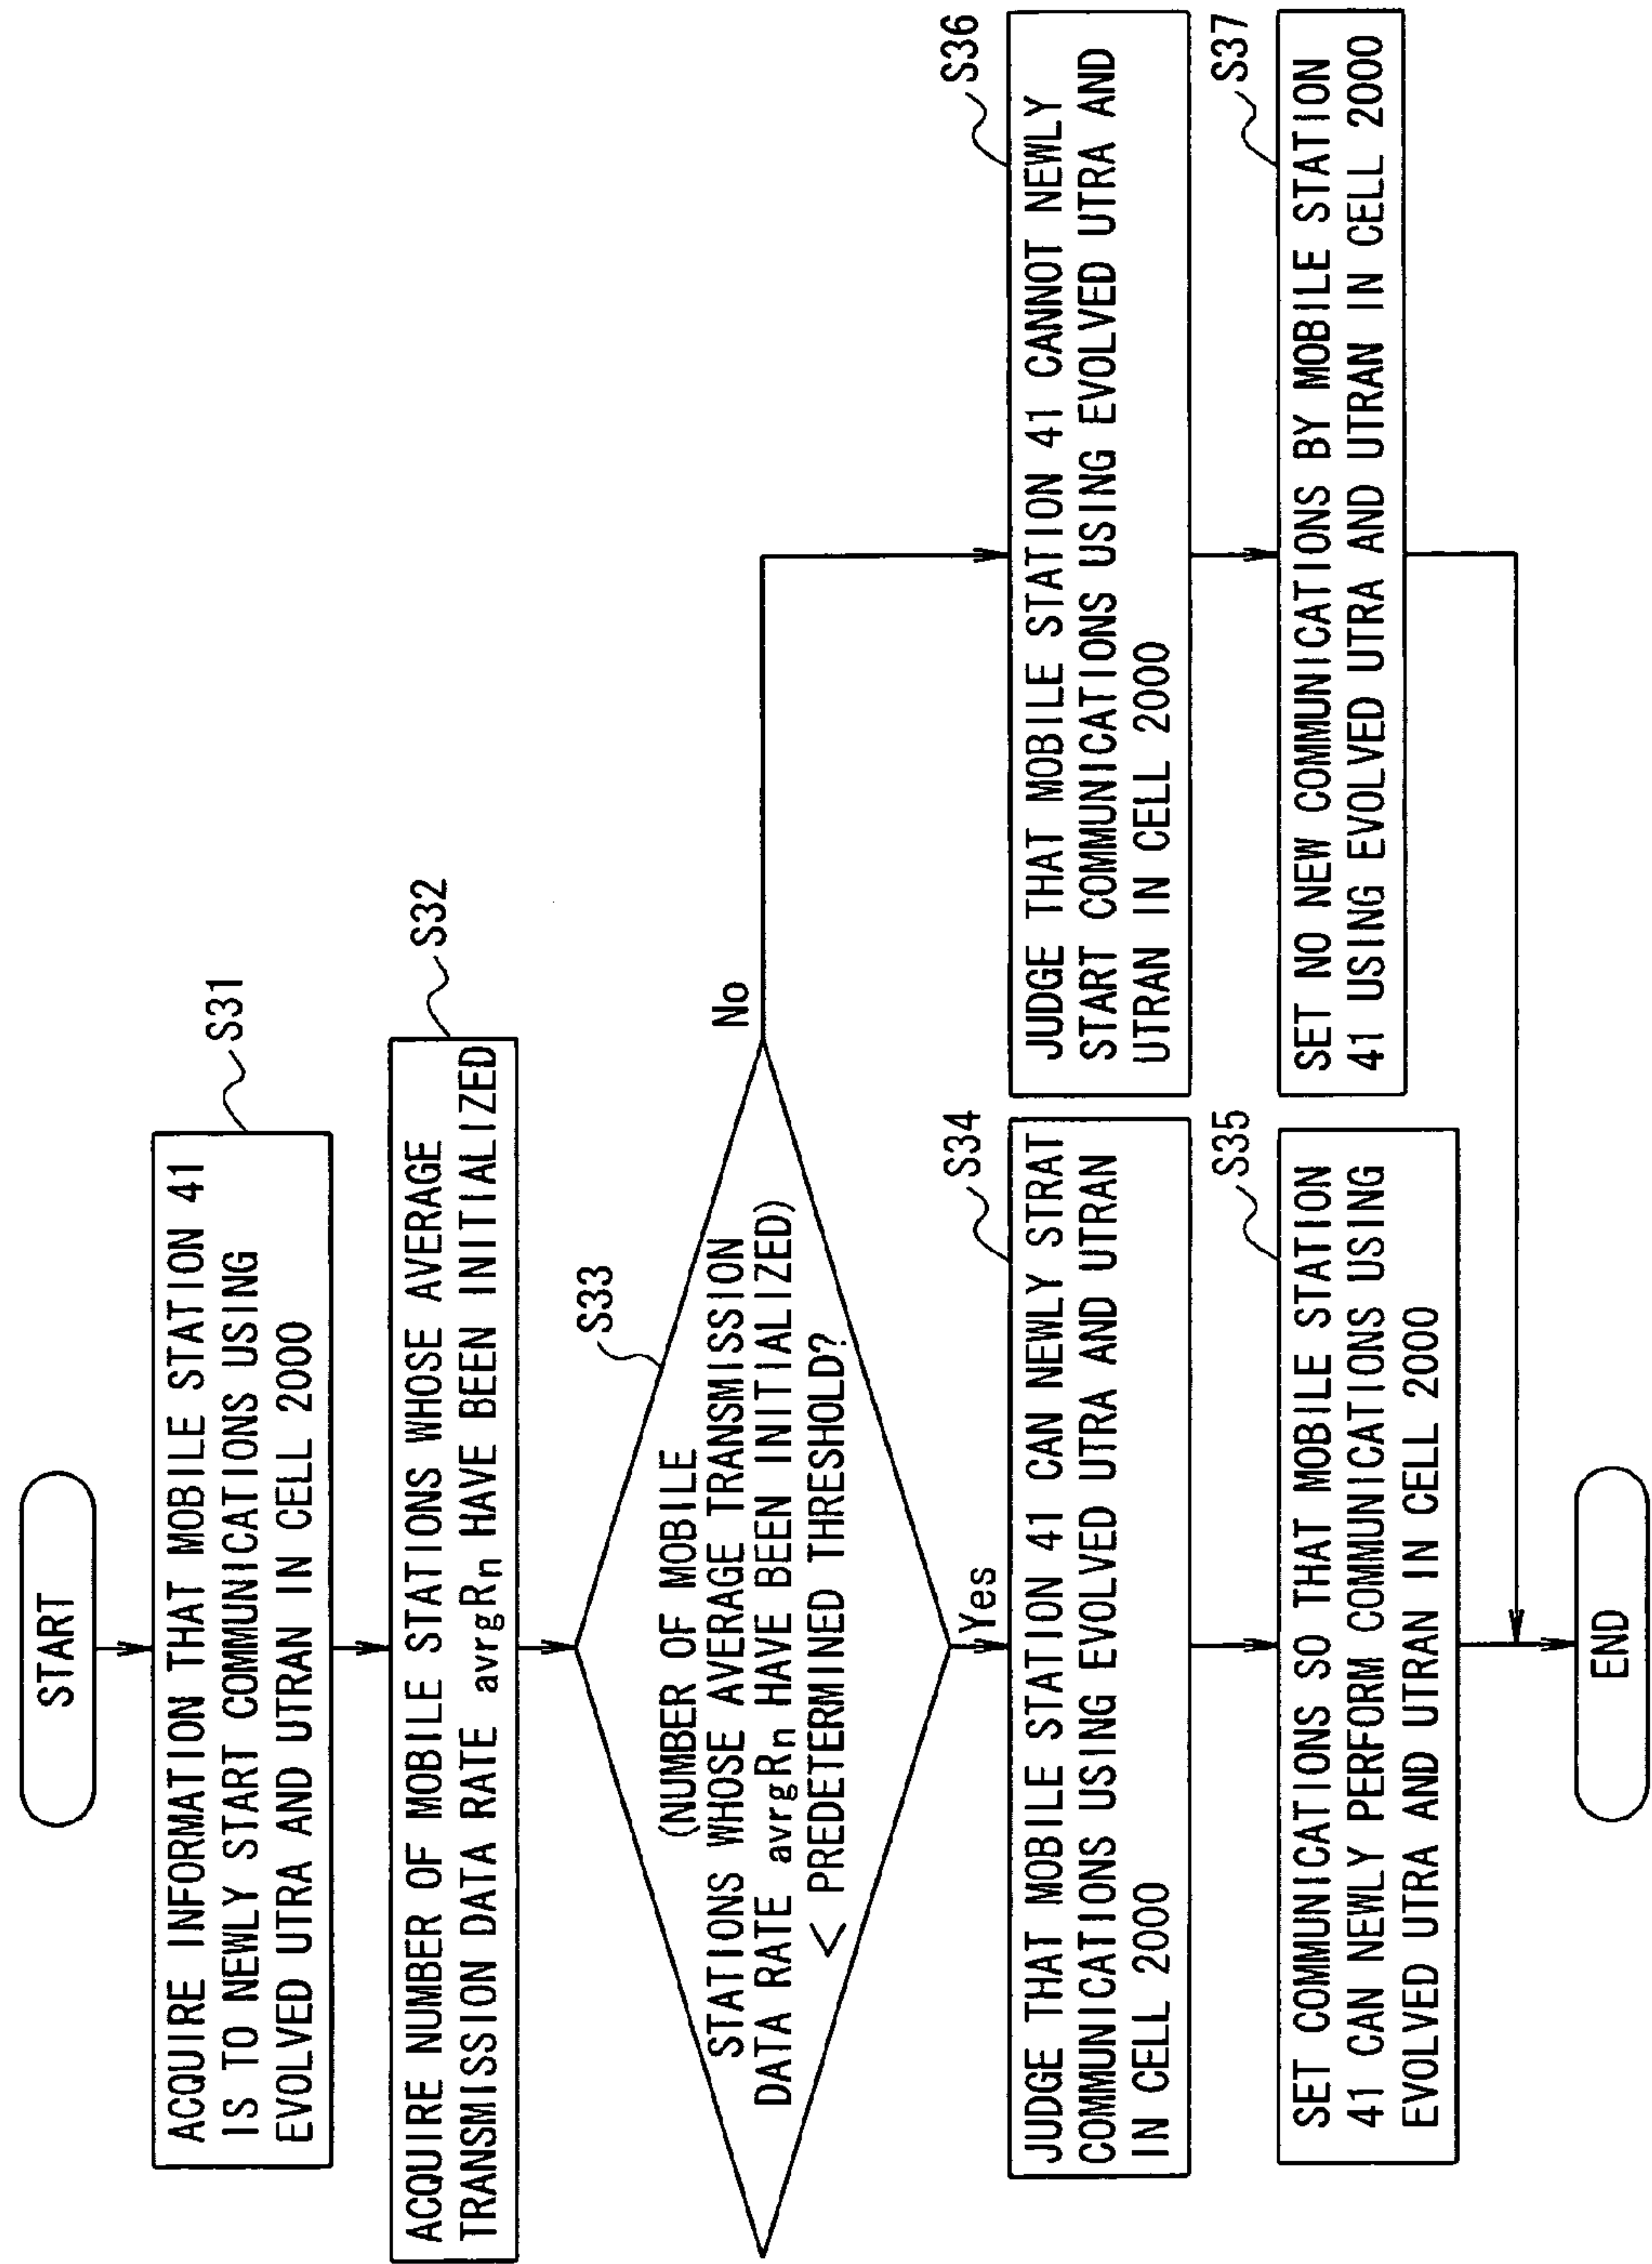 START
S31
ACQUIRE INFORMATION THAT MOBILE STATION 41
IS TO NEWLY START COMMUNICATIONS USING
EVOLVED UTRA AND UTRAN IN CELL 2000
S32
ACQUIRE NUMBER OF MOBILE STATIONS WHOSE AVERAGE
TRANSMISSION DATA RATE avrgRn HAVE BEEN INITIALIZED
S33
(NUMBER OF MOBILE
STATIONS WHOSE AVERAGE TRANSMISSION
DATA RATE avrgRn HAVE BEEN INITIALIZED)
< PREDETERMINED THRESHOLD?
No
Yes
S34
JUDGE THAT MOBILE STATION 41 CAN NEWLY STRAT
COMMUNICATIONS USING EVOLVED UTRA AND UTRAN
IN CELL 2000
S35
SET COMMUNICATIONS SO THAT MOBILE STATION
41 CAN NEWLY PERFORM COMMUNICATIONS USING
EVOLVED UTRA AND UTRAN IN CELL 2000
S36
JUDGE THAT MOBILE STATION 41 CANNOT NEWLY
START COMMUNICATIONS USING EVOLVED UTRA AND
UTRAN IN CELL 2000
S37
SET NO NEW COMMUNICATIONS BY MOBILE STATION
41 USING EVOLVED UTRA AND UTRAN IN CELL 2000
END